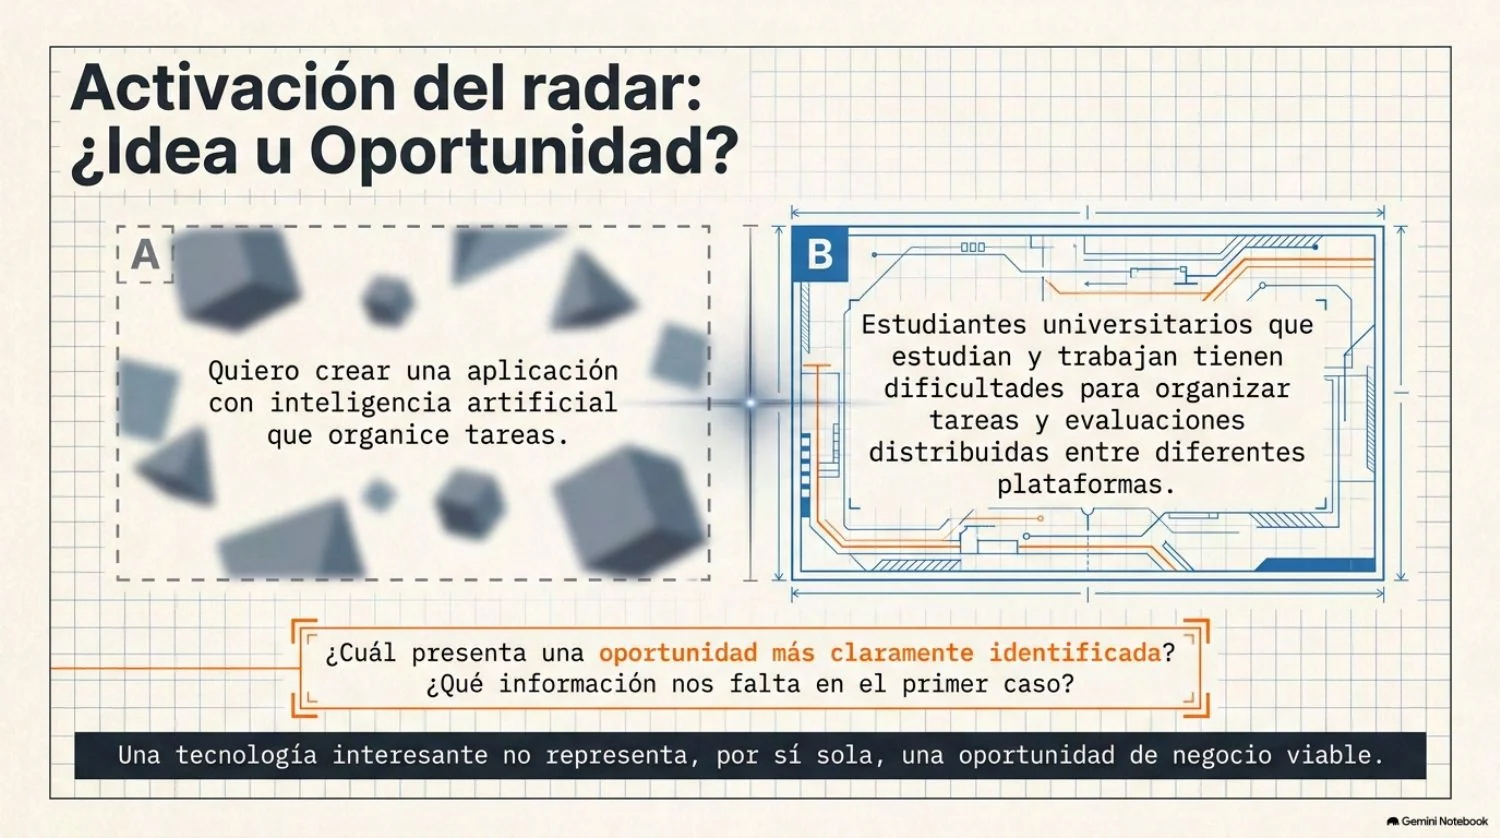 Activación del radar:
¿Idea u Oportunidad?
A
Quiero crear una aplicación
con inteligencia artificial
que organice tareas.
B
Estudiantes universitarios que
estudian y trabajan tienen
dificultades para organizar
tareas y evaluaciones
distribuidas entre diferentes
plataformas.
¿Cuál presenta una oportunidad más claramente identificada?
¿Qué información nos falta en el primer caso?
Una tecnología interesante no representa, por sí sola, una oportunidad de negocio viable.
Gemini Notebook